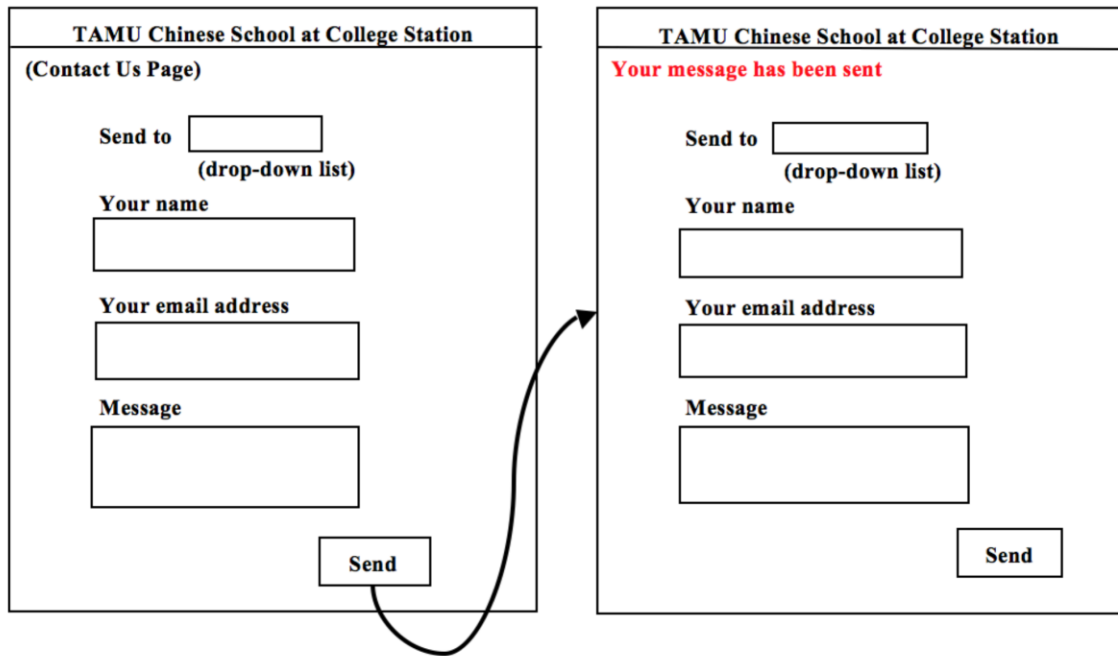 TAMU Chinese School at College Station
(Contact Us Page)
Send to
(drop-down list)
Your name
Your email address
Message
Send
TAMU Chinese School at College Station
Your message has been sent
Send to
(drop-down list)
Your name
Your email address
Message
Send